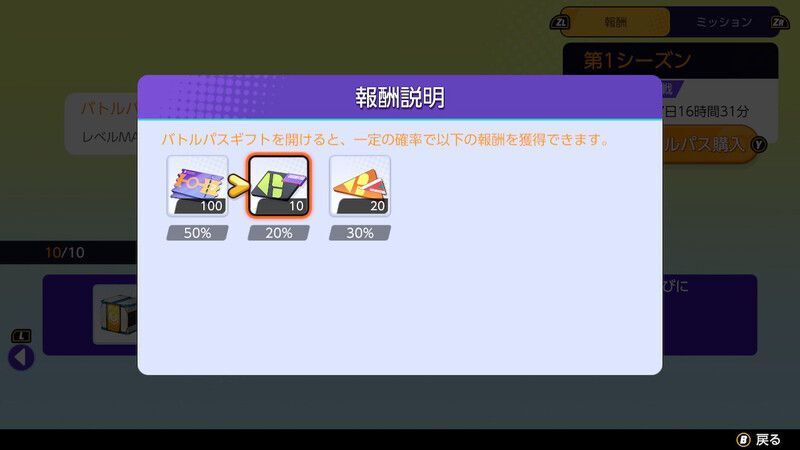 ZL 報酬 ミッション ZR
第1シーズン
報酬説明
バトルパ
レベルMA
日16時間31分
ルパス購入 Y
バトルパスギフトを開けると、一定の確率で以下の報酬を獲得できます。
100 10 20
50% 20% 30%
10/10
びに
L
B 戻る